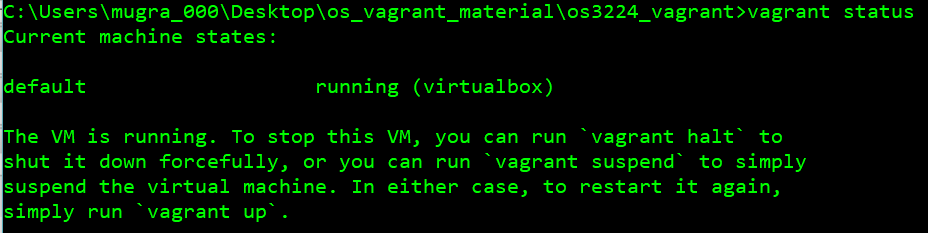 C:\Users\mugra_000\Desktop\os_vagrant_material\os3224_vagrant>vagrant status
Current machine states:
default                   running (virtualbox)
The VM is running. To stop this VM, you can run `vagrant halt` to
shut it down forcefully, or you can run `vagrant suspend` to simply
suspend the virtual machine. In either case, to restart it again,
simply run `vagrant up`.